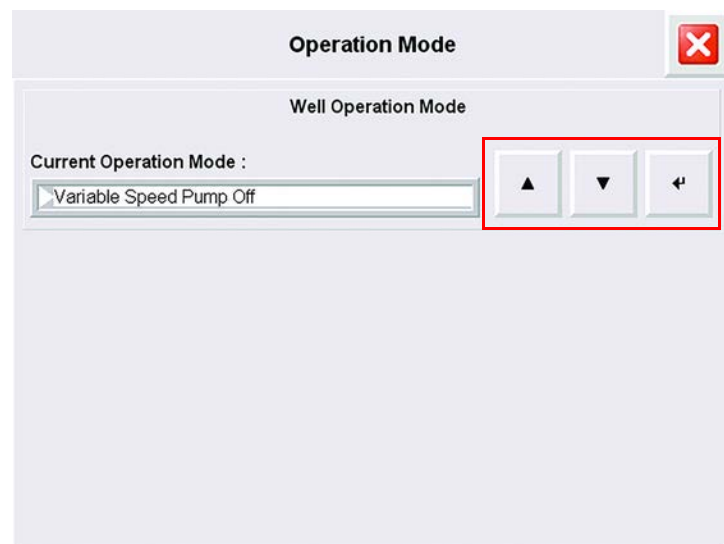 Operation Mode
Well Operation Mode
Current Operation Mode :
Variable Speed Pump Off